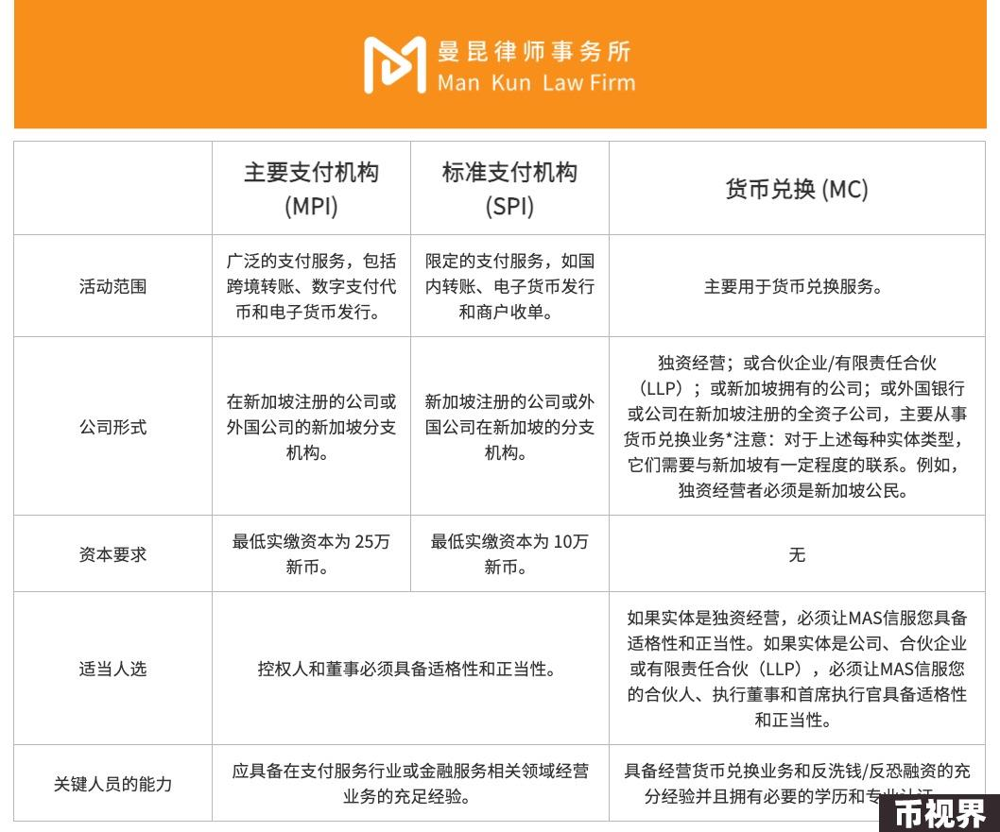 曼昆律师事务所
Man Kun Law Firm
主要支付机构
(MPI)
标准支付机构
(SPI)
货币兑换 (MC)
活动范围
广泛的支付服务，包括
跨境转账、数字支付代
币和电子货币发行。
限定的支付服务，如国
内转账、电子货币发行
和商户收单。
主要用于货币兑换服务。
公司形式
在新加坡注册的公司或
外国公司的新加坡分支
机构。
新加坡注册的公司或外
国公司在新加坡的分支
机构。
独资经营；或合伙企业/有限责任合伙
（LLP）；或新加坡拥有的公司；或外国银行
或公司在新加坡注册的全资子公司，主要从事
货币兑换业务*注意：对于上述每种实体类型，
它们需要与新加坡有一定程度的联系。例如，
独资经营者必须是新加坡公民。
资本要求
最低实缴资本为 25万
新币。
最低实缴资本为 10万
新币。
无
适当人选
控权人和董事必须具备适格性和正当性。
如果实体是独资经营，必须让MAS信服您具备
适格性和正当性。如果实体是公司、合伙企业
或有限责任合伙（LLP），必须让MAS信服您
的合伙人、执行董事和首席执行官具备适格性
和正当性。
关键人员的能力
应具备在支付服务行业或金融服务相关领域经营
业务的充足经验。
具备经营货币兑换业务和反洗钱/反恐融资的充
分经验并且拥有必要的学历和专
币视界